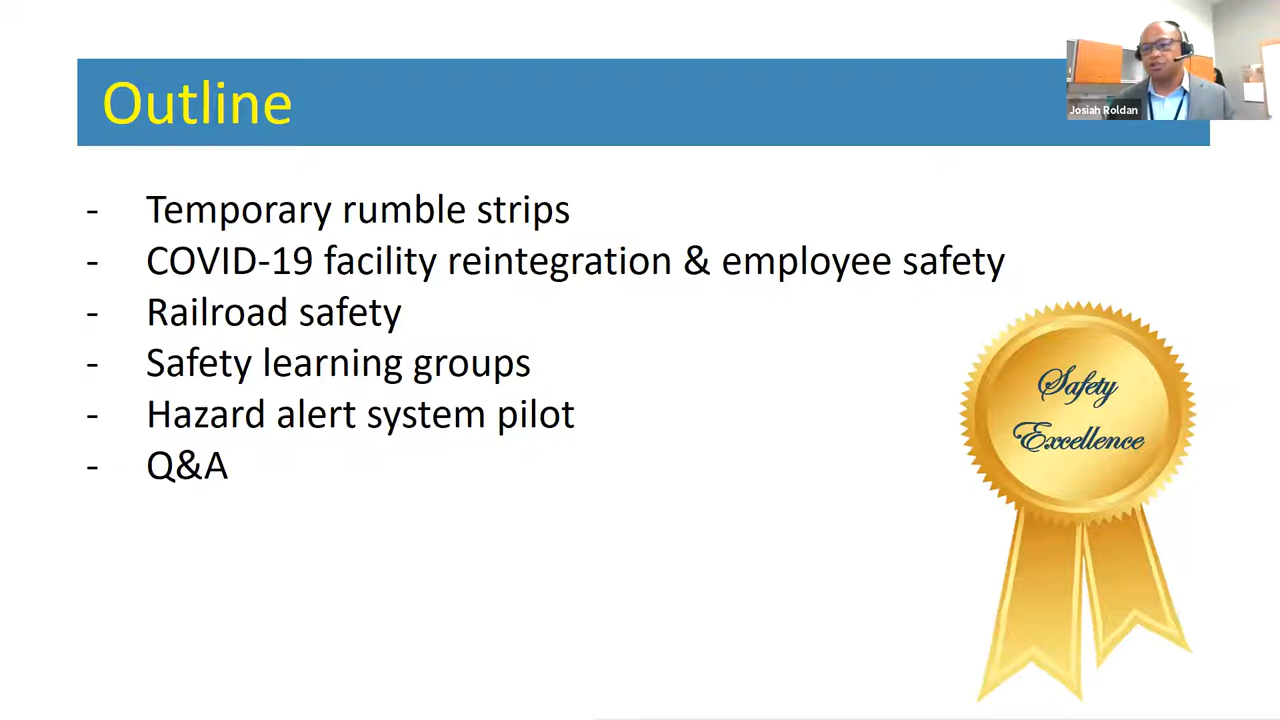 Outline
Josiah Roldan
- Temporary rumble strips
- COVID-19 facility reintegration & employee safety
- Railroad safety
- Safety learning groups
- Hazard alert system pilot
- Q&A
Safety
Excellence